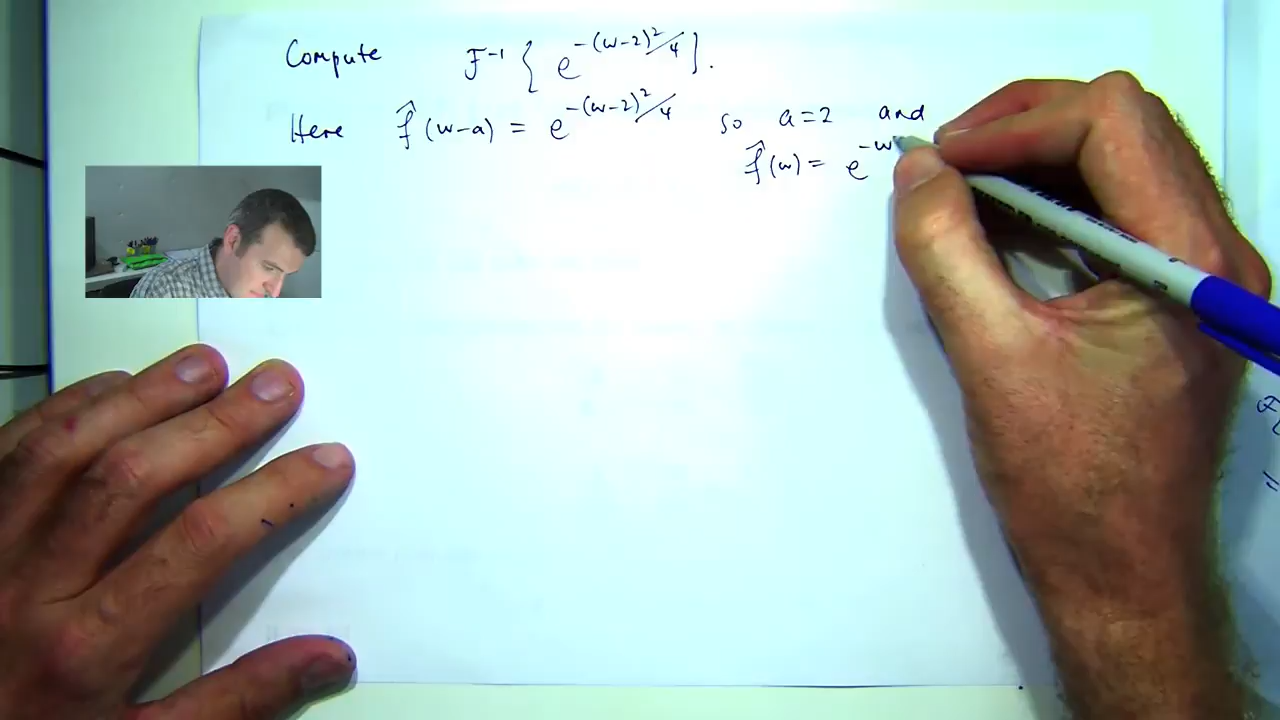 Compute F⁻¹ { e^{-(w-2)²/4} }.
Here f̂(w-a) = e^{-(w-2)²/4} so a=2 and
f̂(w) = e^{-w